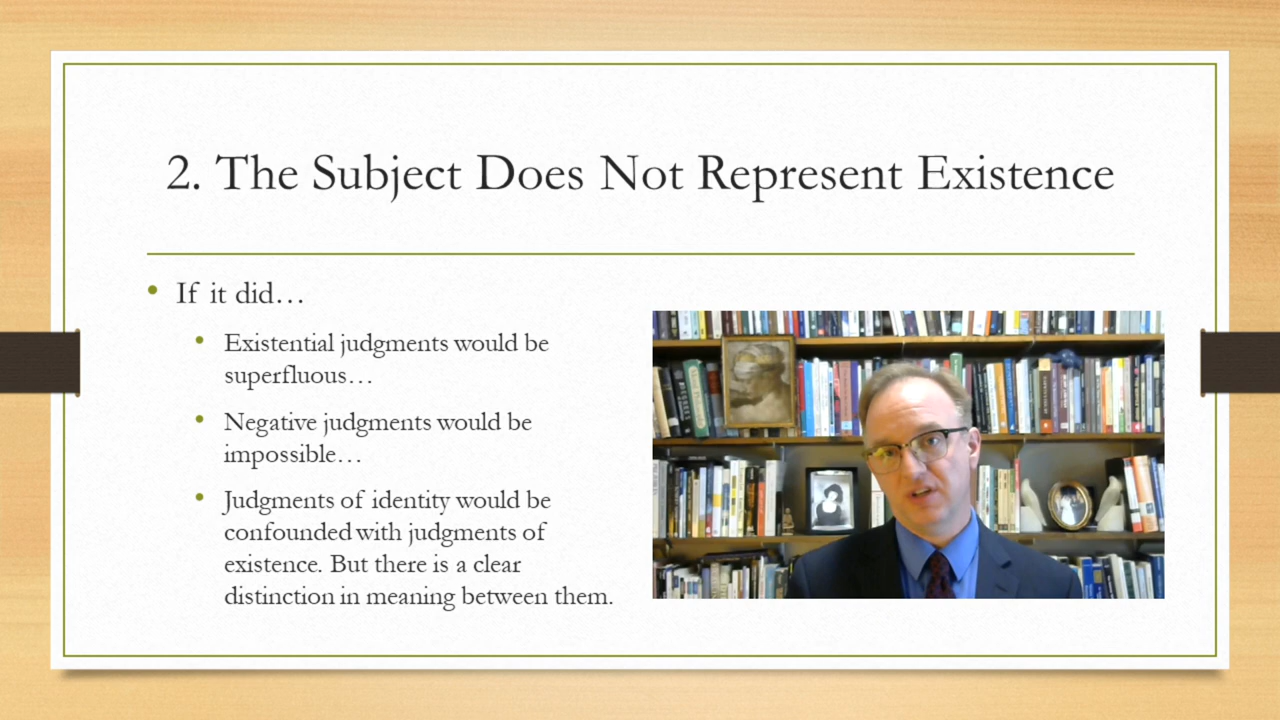 2. The Subject Does Not Represent Existence
• If it did…
• Existential judgments would be
superfluous…
• Negative judgments would be
impossible…
• Judgments of identity would be
confounded with judgments of
existence. But there is a clear
distinction in meaning between them.